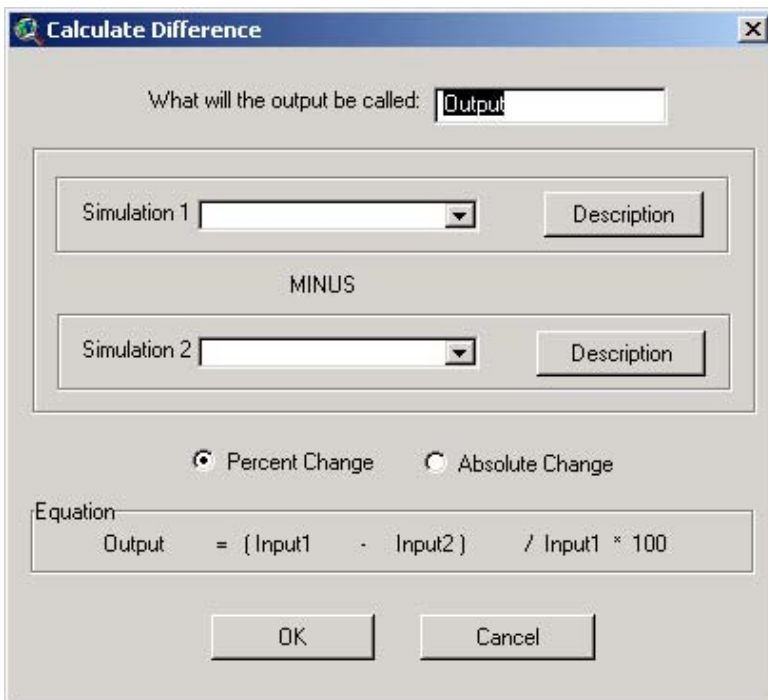 Calculate Difference
What will the output be called: Output
Simulation 1 Description
MINUS
Simulation 2 Description
Percent Change Absolute Change
Equation
Output = ( Input1 - Input2 ) / Input1 * 100
OK Cancel